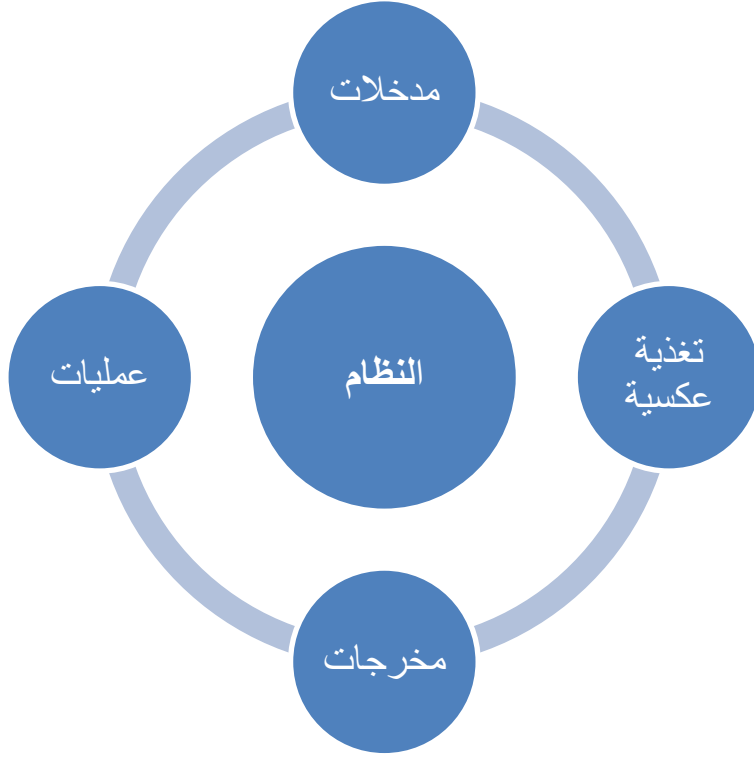 مدخلات
تغذية
عكسية
النظام
عمليات
مخرجات